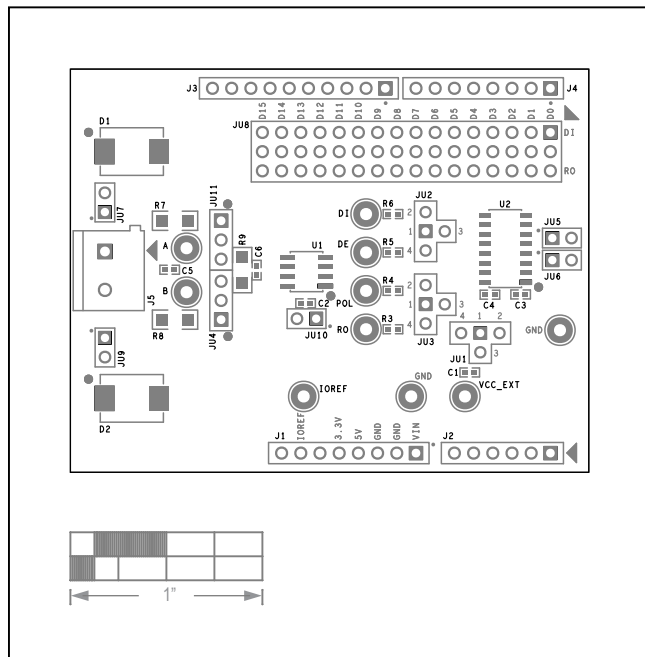 J3
J4
D15 D14 D13 D12 D11 D10 D9 D8 D7 D6 D5 D4 D3 D2 D1 D0
JU8
DI
RO
D1
JU7
R7
JU11
A
R9
C6
C5
B
J5
R8
JU4
JU9
D2
U1
C2
JU10
DI
R6
DE
R5
POL
R4
RO
R3
JU2
2
1
3
4
JU3
2
1
3
4
U2
JU5
JU6
C4
C3
GND
4 1 2
JU1
3
C1
VCC_EXT
IOREF
GND
J1
IOREF
3.3V
5V
GND
GND
VIN
J2
1"